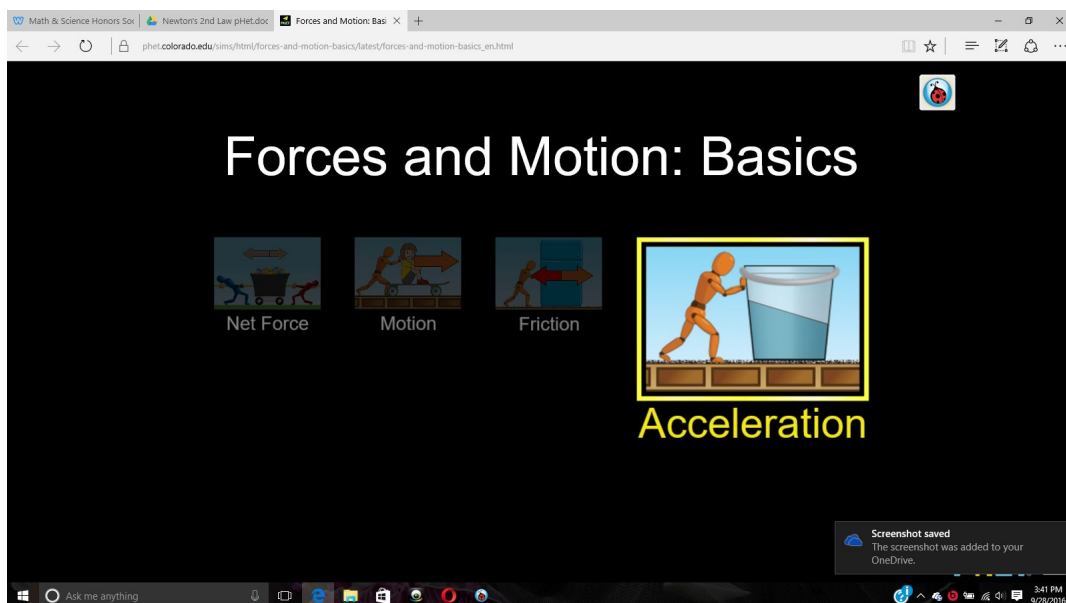 Math & Science Honors Soc
Newton's 2nd Law pHet.doc
Forces and Motion: Basi
phet.colorado.edu/sims/html/forces-and-motion-basics/latest/forces-and-motion-basics_en.html
Forces and Motion: Basics
Net Force
Motion
Friction
Acceleration
Screenshot saved
The screenshot was added to your
OneDrive.
Ask me anything
3:41 PM
9/28/2016